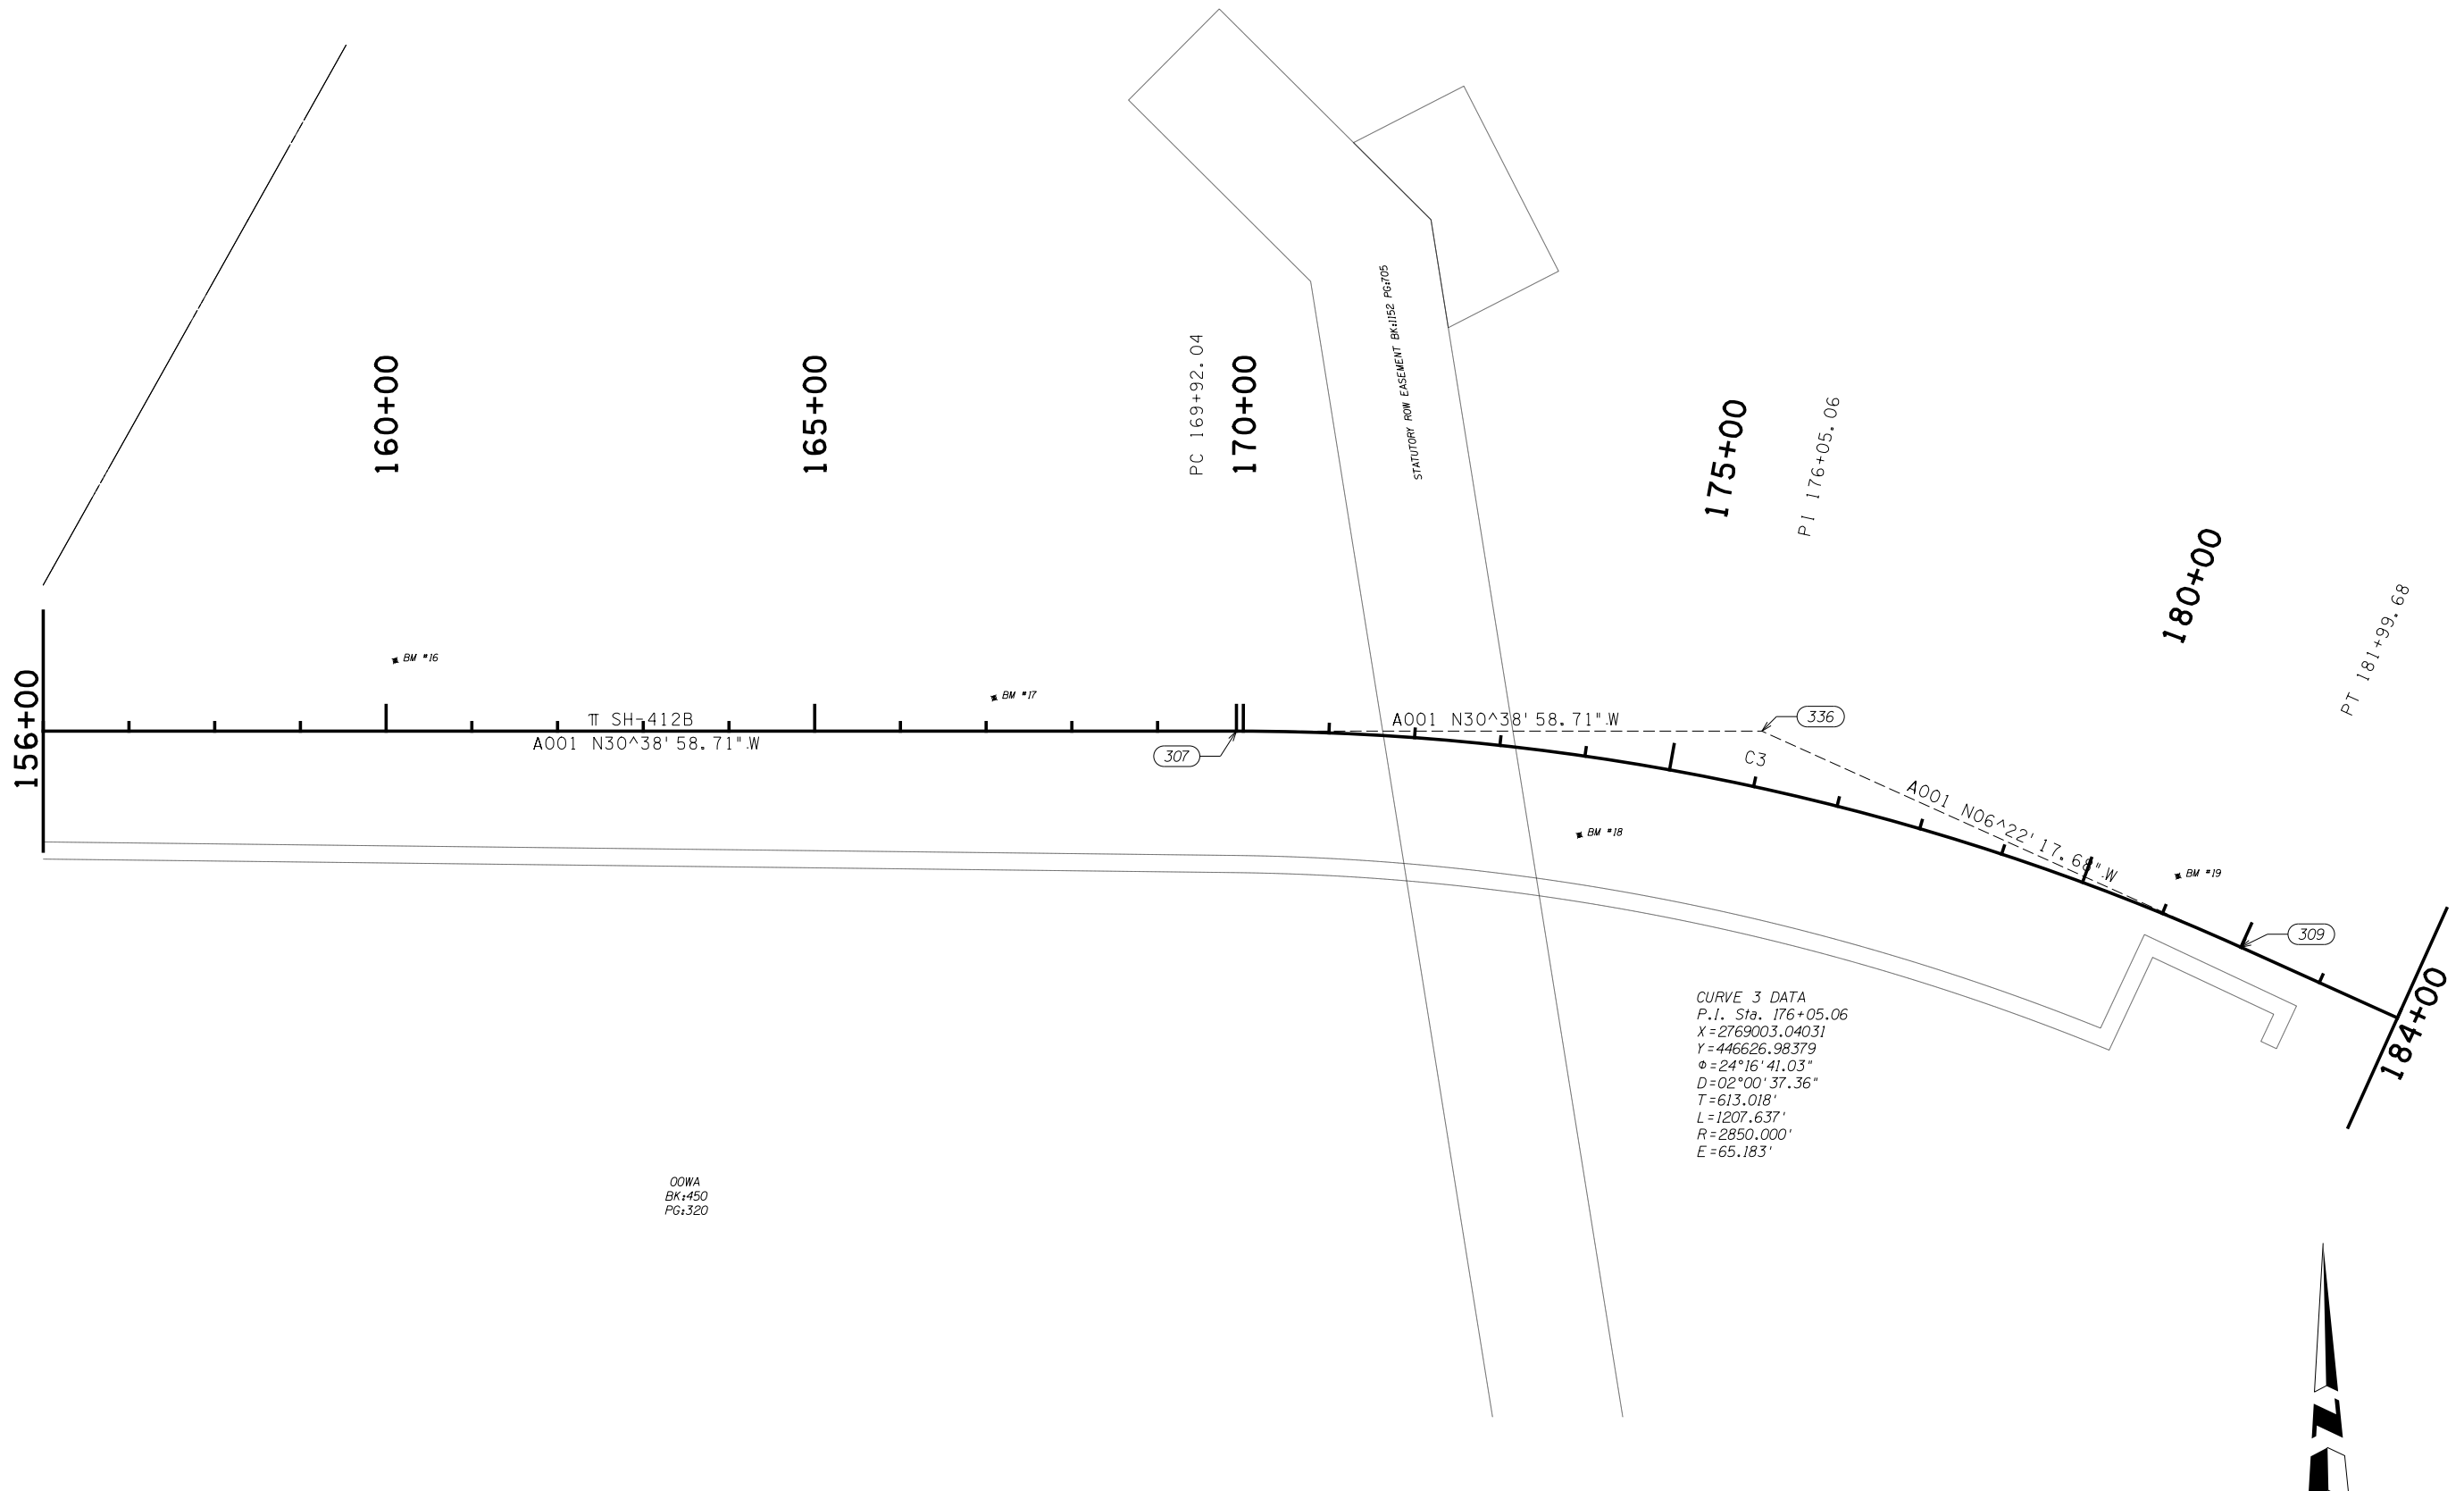 156+00
160+00
165+00
PC 169+92.04
170+00
STATUTORY ROW EASEMENT BK:1152 PG:705
175+00
PI 176+05.06
180+00
PT 181+99.68
184+00
BM #16
BM #17
π SH-412B
A001 N30^38'58.71".W
307
A001 N30^38'58.71".W
336
C3
A001 N06^22'17.68".W
BM #18
BM #19
309
CURVE 3 DATA
P.I. Sta. 176+05.06
X=2769003.04031
Y=446626.98379
Φ=24°16'41.03"
D=02°00'37.36"
T=613.018'
L=1207.637'
R=2850.000'
E=65.183'
OOWA
BK:450
PG:320
N